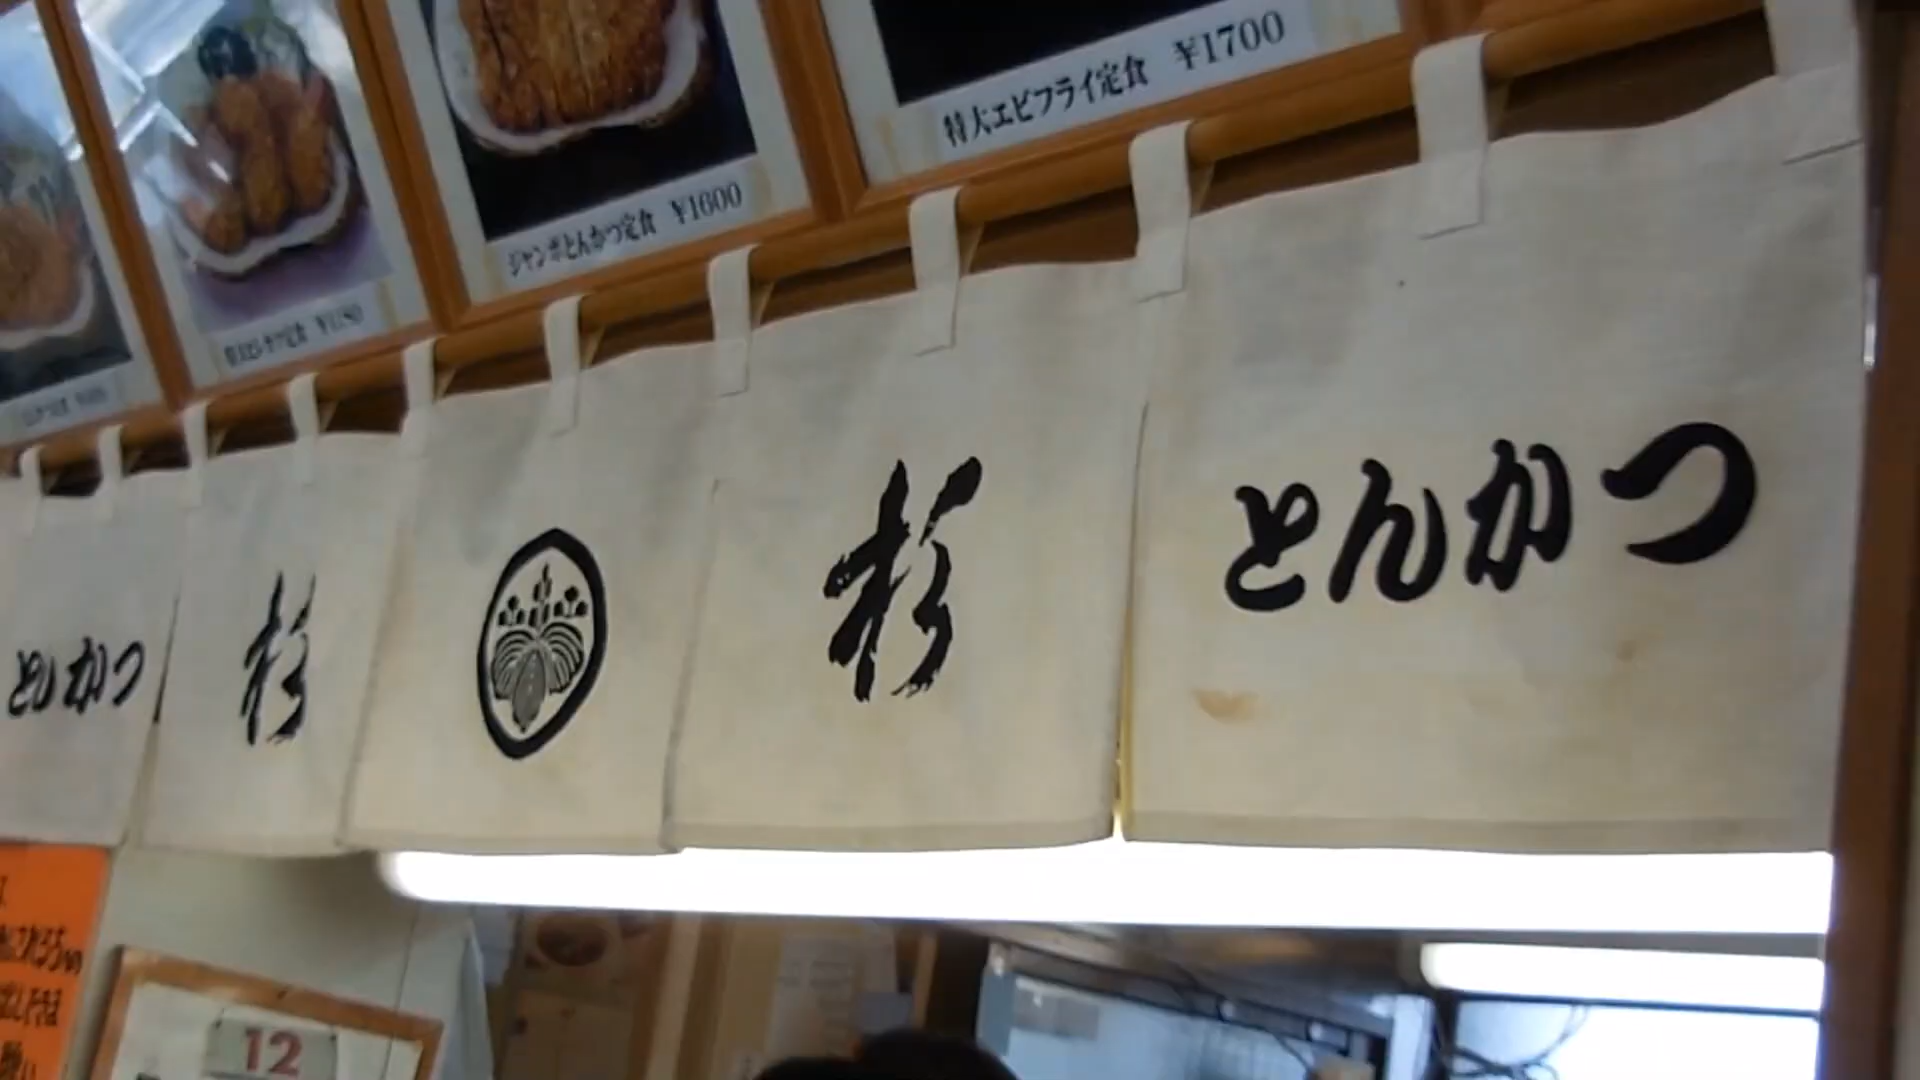 特大エビフライ定食 ¥1700
ジャンボとんかつ定食 ¥1600
とんかつ
杉
杉
とんかつ
12